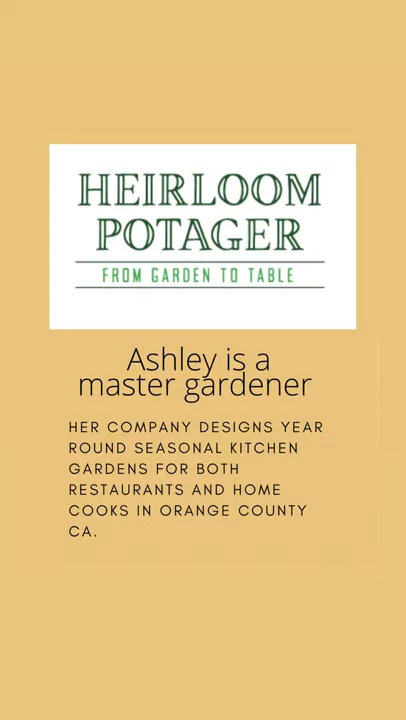 HEIRLOOM
POTAGER
FROM GARDEN TO TABLE
Ashley is a
master gardener
HER COMPANY DESIGNS YEAR
ROUND SEASONAL KITCHEN
GARDENS FOR BOTH
RESTAURANTS AND HOME
COOKS IN ORANGE COUNTY
CA.